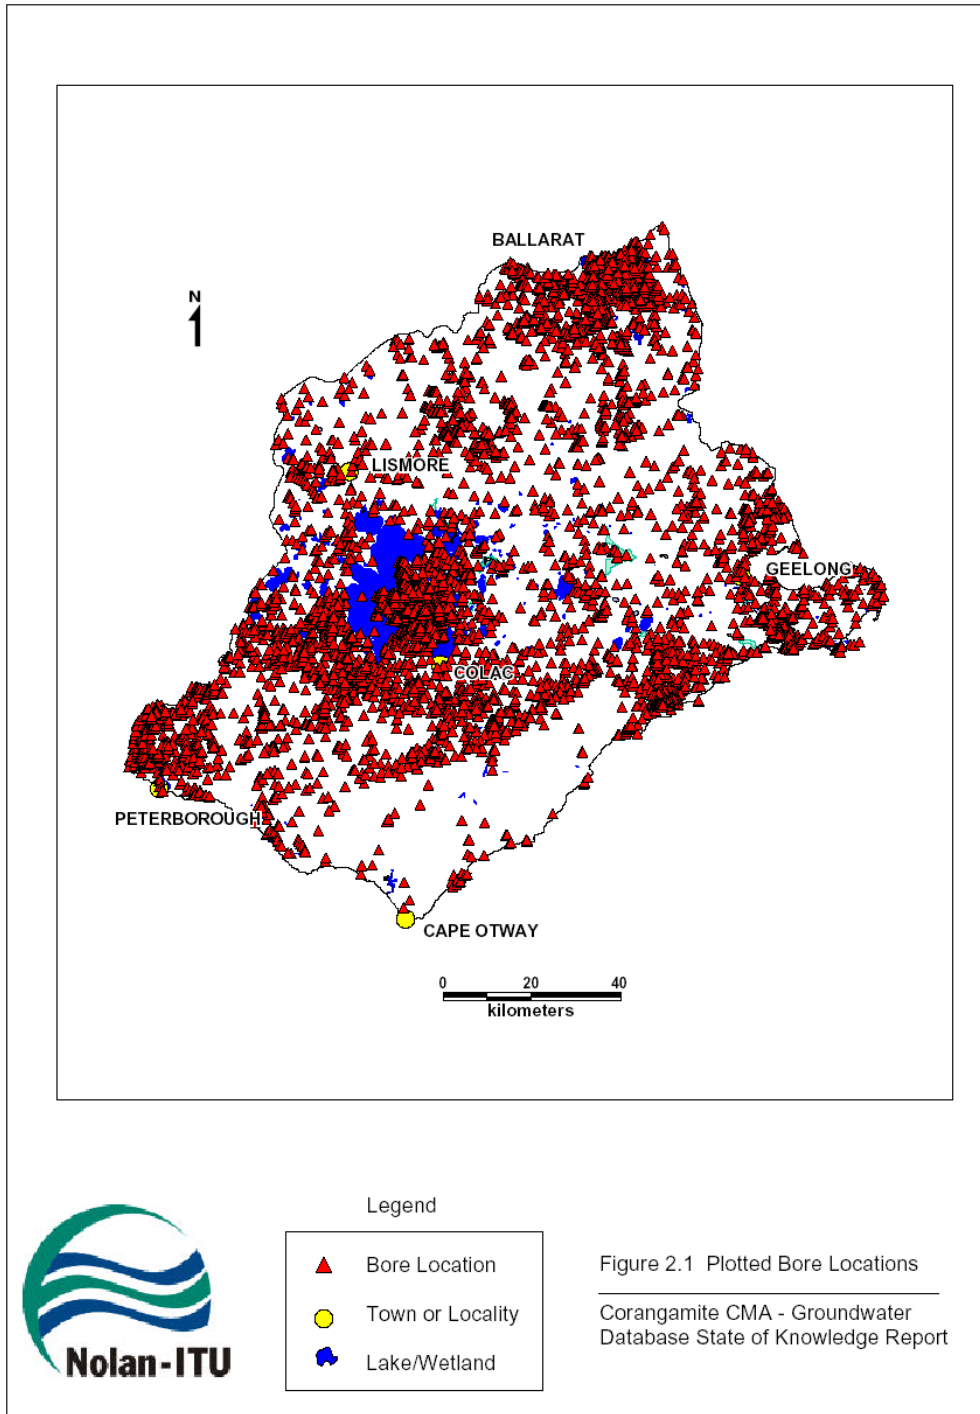 BALLARAT
N
LISMORE
GEELONG
COLAC
PETERBOROUGH
CAPE OTWAY
0 20 40
kilometers
Legend
Bore Location
Town or Locality
Lake/Wetland
Figure 2.1 Plotted Bore Locations
Corangamite CMA - Groundwater
Database State of Knowledge Report
Nolan-ITU